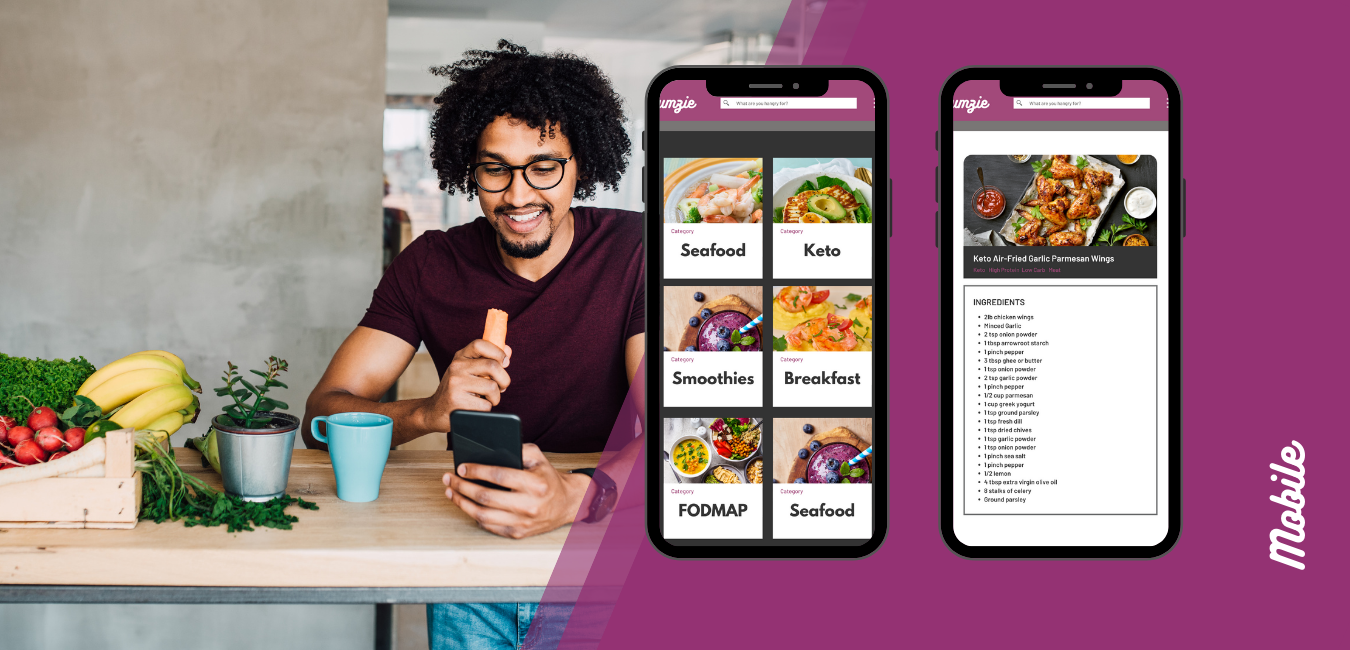 umzie
What are you hungry for?
Category
Seafood
Category
Keto
Category
Smoothies
Category
Breakfast
Category
FODMAP
Category
Seafood
umzie
What are you hungry for?
Keto Air-Fried Garlic Parmesan Wings
Keto High Protein Low Carb Meat
INGREDIENTS
• 2lb chicken wings
• Minced Garlic
• 2 tsp onion powder
• 1 tbsp arrowroot starch
• 1 pinch pepper
• 3 tbsp ghee or butter
• 1 tsp onion powder
• 2 tsp garlic powder
• 1 pinch pepper
• 1/2 cup parmesan
• 1 cup greek yogurt
• 1 tsp ground parsley
• 1 tsp fresh dill
• 1 tsp dried chives
• 1 tsp garlic powder
• 1 tsp onion powder
• 1 pinch sea salt
• 1 pinch pepper
• 1/2 lemon
• 4 tbsp extra virgin olive oil
• 8 stalks of celery
• Ground parsley
Mobile